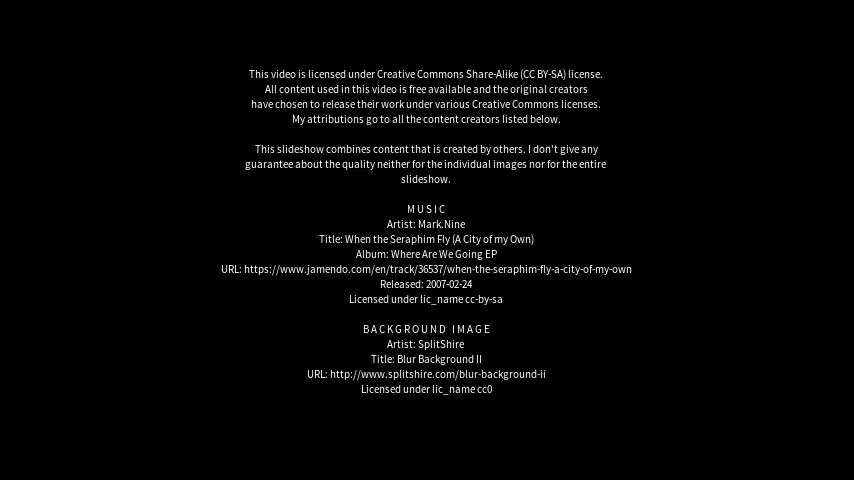 This video is licensed under Creative Commons Share-Alike (CC BY-SA) license.
All content used in this video is free available and the original creators
have chosen to release their work under various Creative Commons licenses.
My attributions go to all the content creators listed below.
This slideshow combines content that is created by others. I don't give any
guarantee about the quality neither for the individual images nor for the entire
slideshow.
MUSIC
Artist: Mark.Nine
Title: When the Seraphim Fly (A City of my Own)
Album: Where Are We Going EP
URL: https://www.jamendo.com/en/track/36537/when-the-seraphim-fly-a-city-of-my-own
Released: 2007-02-24
Licensed under lic_name cc-by-sa
BACKGROUND IMAGE
Artist: SplitShire
Title: Blur Background II
URL: http://www.splitshire.com/blur-background-ii
Licensed under lic_name cc0